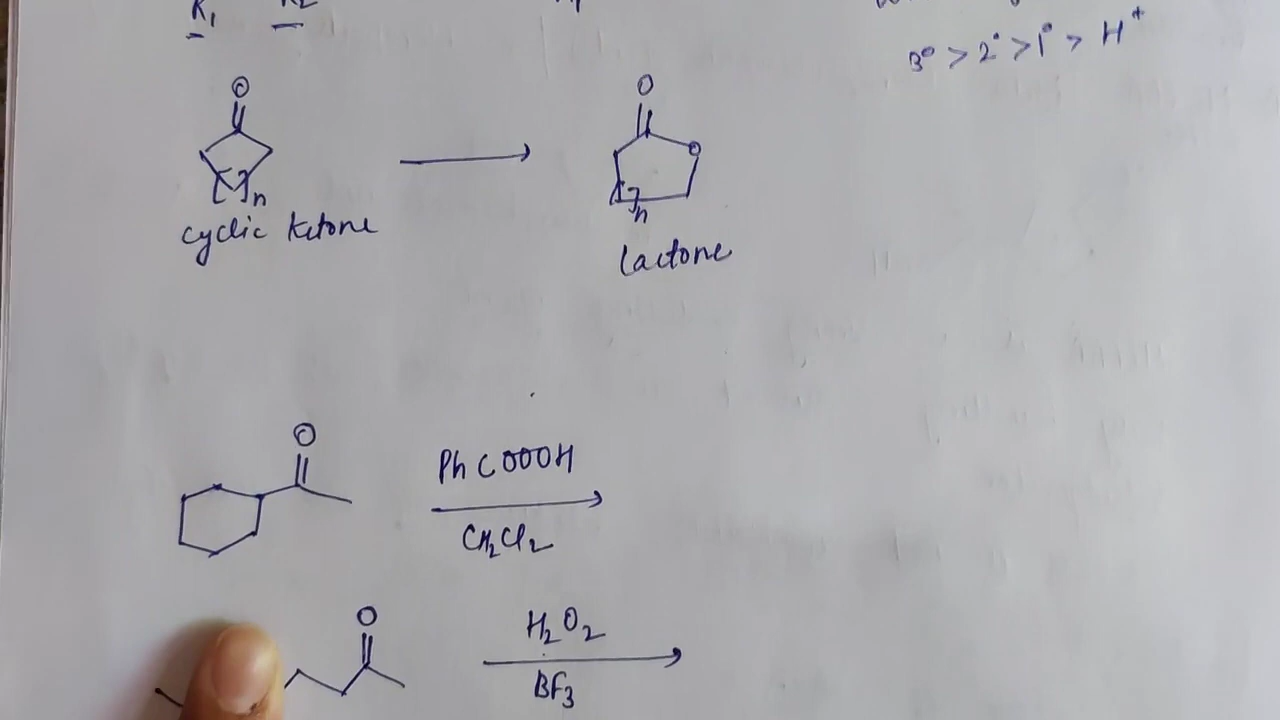 3° > 2° > 1° > H⁺
O
O
O
[ ]n
[ ]n
cyclic Ketone
lactone
O
PhCOOOH
CH₂Cl₂
O
H₂O₂
BF₃